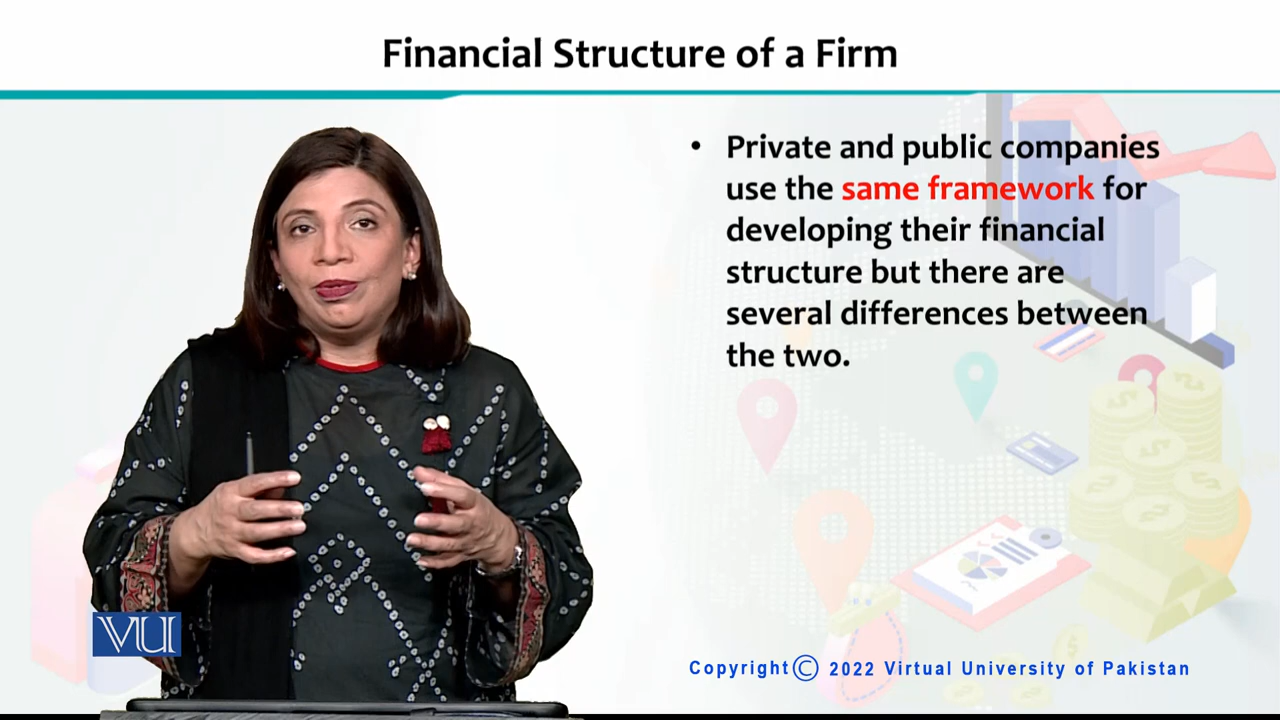 Financial Structure of a Firm
• Private and public companies
use the same framework for
developing their financial
structure but there are
several differences between
the two.
VU
Copyright © 2022 Virtual University of Pakistan